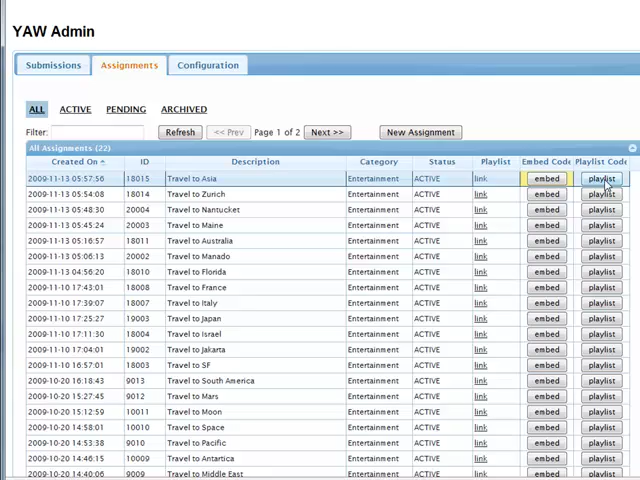 YAW Admin
Submissions Assignments Configuration
ALL ACTIVE PENDING ARCHIVED
Filter: Refresh << Prev Page 1 of 2 Next >> New Assignment
All Assignments (22)
Created On ID Description Category Status Playlist Embed Code Playlist Code
2009-11-13 05:57:56 18015 Travel to Asia Entertainment ACTIVE link embed playlist
2009-11-13 05:54:08 18014 Travel to Zurich Entertainment ACTIVE link embed playlist
2009-11-13 05:48:30 20004 Travel to Nantucket Entertainment ACTIVE link embed playlist
2009-11-13 05:45:24 20003 Travel to Maine Entertainment ACTIVE link embed playlist
2009-11-13 05:16:57 18011 Travel to Australia Entertainment ACTIVE link embed playlist
2009-11-13 05:06:13 20002 Travel to Manado Entertainment ACTIVE link embed playlist
2009-11-13 04:56:20 18010 Travel to Florida Entertainment ACTIVE link embed playlist
2009-11-10 17:43:01 18008 Travel to France Entertainment ACTIVE link embed playlist
2009-11-10 17:39:07 18007 Travel to Italy Entertainment ACTIVE link embed playlist
2009-11-10 17:25:27 19003 Travel to Japan Entertainment ACTIVE link embed playlist
2009-11-10 17:11:30 18004 Travel to Israel Entertainment ACTIVE link embed playlist
2009-11-10 17:04:01 19002 Travel to Jakarta Entertainment ACTIVE link embed playlist
2009-11-10 16:57:01 18003 Travel to SF Entertainment ACTIVE link embed playlist
2009-10-20 16:18:43 9013 Travel to South America Entertainment ACTIVE link embed playlist
2009-10-20 15:27:45 9012 Travel to Mars Entertainment ACTIVE link embed playlist
2009-10-20 15:12:59 10011 Travel to Moon Entertainment ACTIVE link embed playlist
2009-10-20 14:58:01 10010 Travel to Space Entertainment ACTIVE link embed playlist
2009-10-20 14:53:38 9010 Travel to Pacific Entertainment ACTIVE link embed playlist
2009-10-20 14:46:15 10009 Travel to Antartica Entertainment ACTIVE link embed playlist
2009-10-20 14:40:06 9009 Travel to Middle East Entertainment ACTIVE link embed playlist